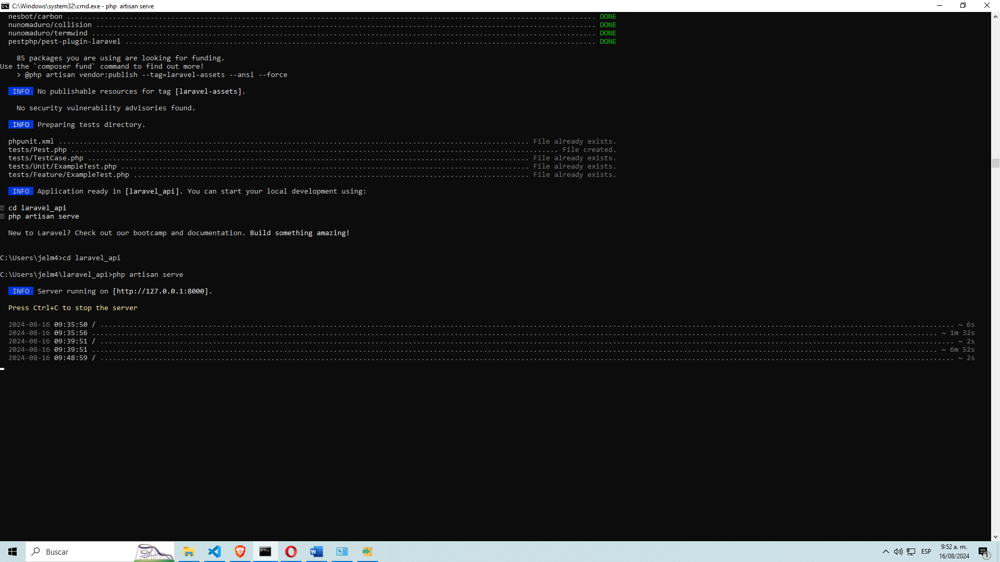 C:\Windows\system32\cmd.exe - php  artisan serve
nesbot/carbon ............................................................................................................................... DONE
nunomaduro/collision ........................................................................................................................ DONE
nunomaduro/termwind ......................................................................................................................... DONE
pestphp/pest-plugin-laravel ................................................................................................................. DONE
85 packages you are using are looking for funding.
Use the `composer fund` command to find out more!
> @php artisan vendor:publish --tag=laravel-assets --ansi --force
INFO No publishable resources for tag [laravel-assets].
No security vulnerability advisories found.
INFO Preparing tests directory.
phpunit.xml ................................................................................................................. File already exists.
tests/Pest.php ..................................................................................................................... File created.
tests/TestCase.php .......................................................................................................... File already exists.
tests/Unit/ExampleTest.php .................................................................................................. File already exists.
tests/Feature/ExampleTest.php ............................................................................................... File already exists.
INFO Application ready in [laravel_api]. You can start your local development using:
cd laravel_api
php artisan serve
New to Laravel? Check out our bootcamp and documentation. Build something amazing!
C:\Users\jelm4>cd laravel_api
C:\Users\jelm4\laravel_api>php artisan serve
INFO Server running on [http://127.0.0.1:8000].
Press Ctrl+C to stop the server
2024-08-16 09:35:50 / ............................................................................................................ ~ 6s
2024-08-16 09:35:56 .......................................................................................................... ~ 1m 32s
2024-08-16 09:39:51 / ............................................................................................................ ~ 2s
2024-08-16 09:39:51 .......................................................................................................... ~ 6m 52s
2024-08-16 09:48:59 / ............................................................................................................ ~ 2s
Buscar
ESP
9:52 a. m.
16/08/2024
1